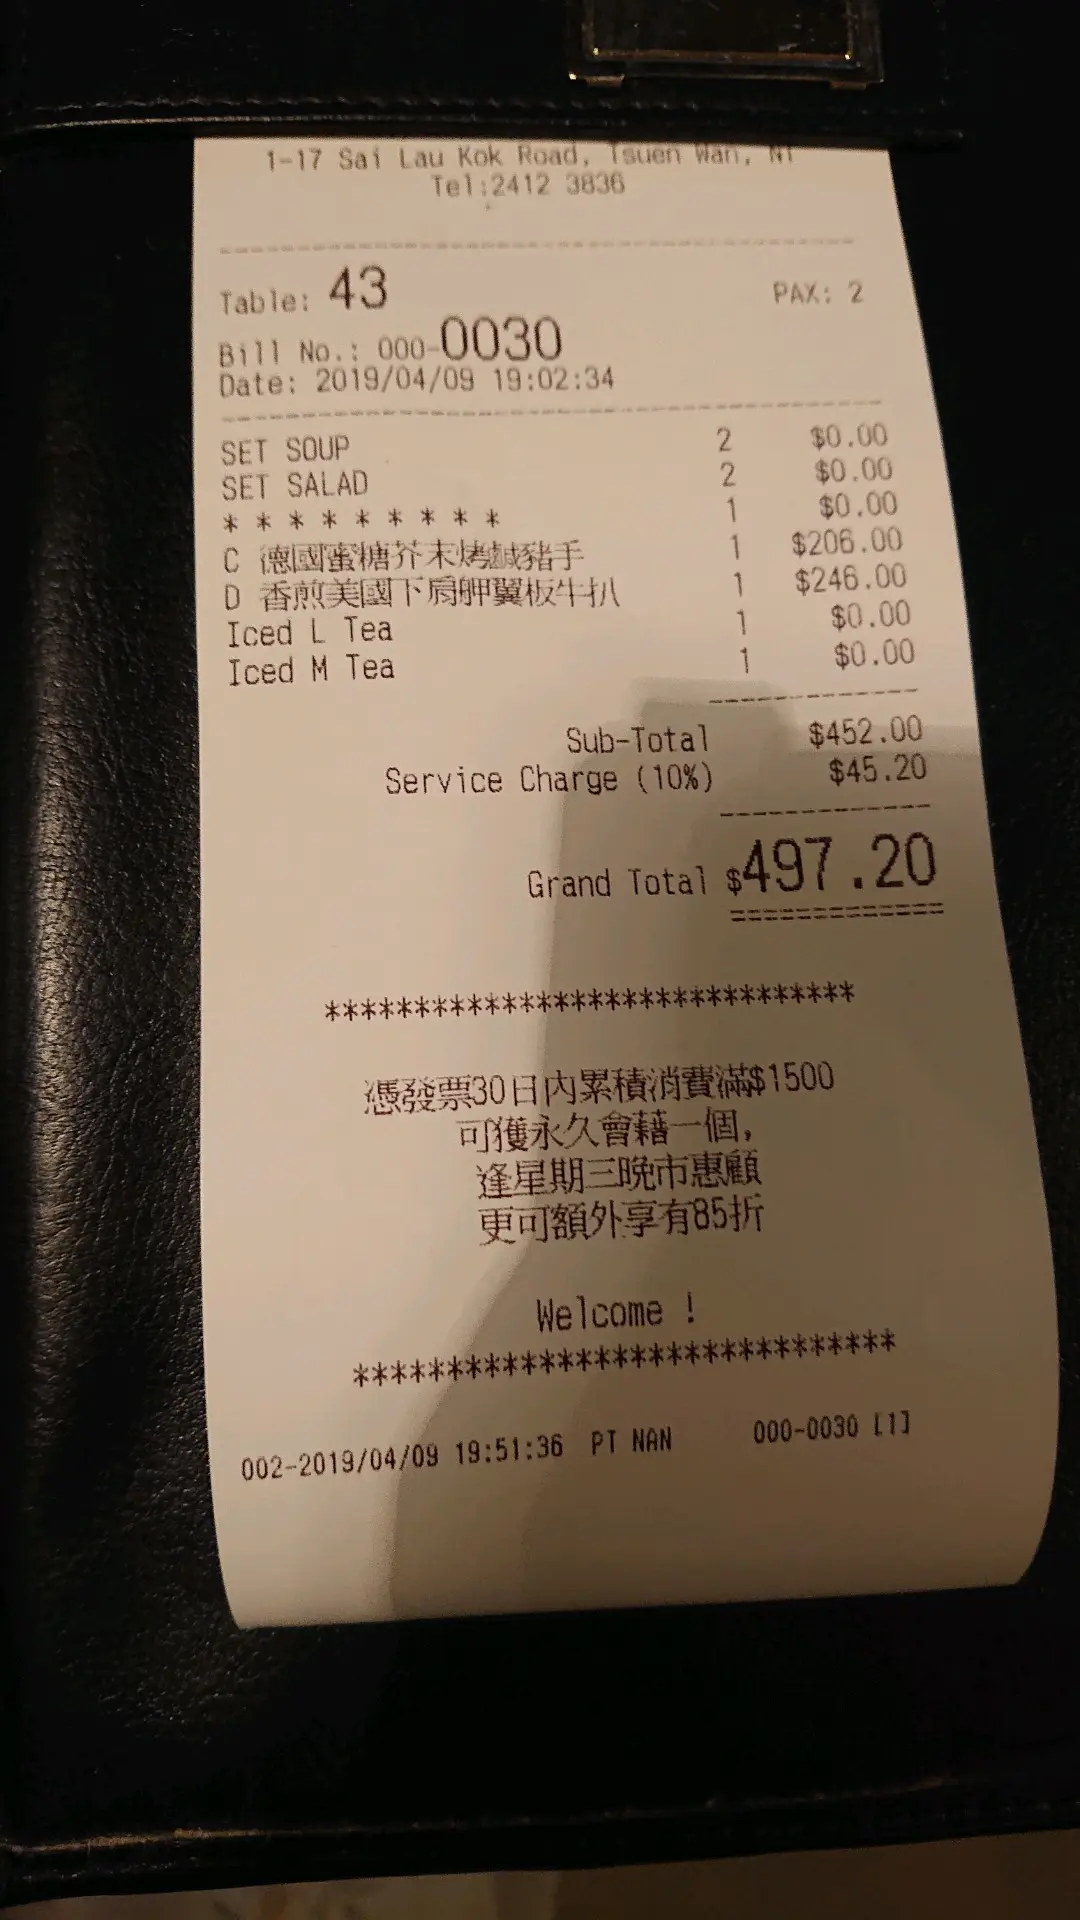 1-17 Sai Lau Kok Road, Tsuen Wan, NT
Tel:2412 3836
Table: 43 PAX: 2
Bill No.: 000-0030
Date: 2019/04/09 19:02:34
SET SOUP 2 $0.00
SET SALAD 2 $0.00
* * * * * * * * * 1 $0.00
C 德國蜜糖芥末烤鹹豬手 1 $206.00
D 香煎美國下肩胛翼板牛扒 1 $246.00
Iced L Tea 1 $0.00
Iced M Tea 1 $0.00
Sub-Total $452.00
Service Charge (10%) $45.20
Grand Total $497.20
******************************
憑發票30日內累積消費滿$1500
可獲永久會藉一個,
逢星期三晚市惠顧
更可額外享有85折
Welcome !
******************************
002-2019/04/09 19:51:36 PT NAN 000-0030 [1]